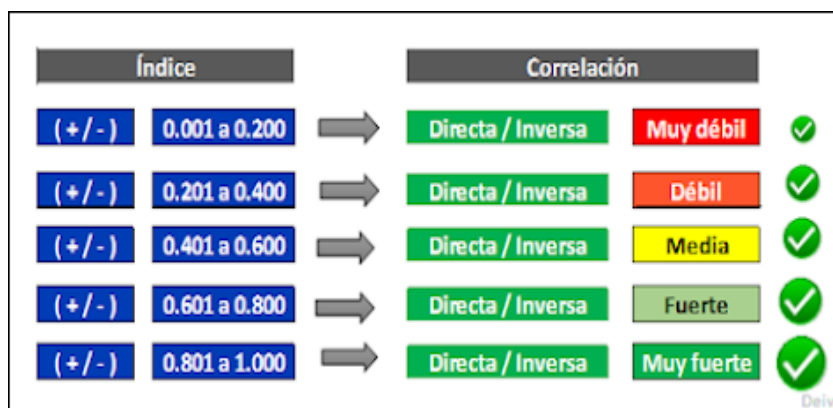 Índice Correlación
(+/-) 0.001 a 0.200 Directa / Inversa Muy débil
(+/-) 0.201 a 0.400 Directa / Inversa Débil
(+/-) 0.401 a 0.600 Directa / Inversa Media
(+/-) 0.601 a 0.800 Directa / Inversa Fuerte
(+/-) 0.801 a 1.000 Directa / Inversa Muy fuerte
Deiv